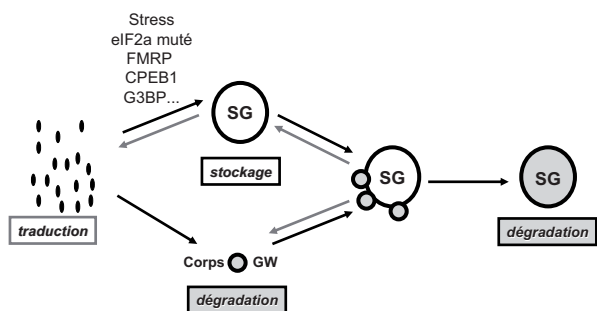 Stress
eIF2a muté
FMRP
CPEB1
G3BP...
SG
stockage
SG
SG
traduction
dégradation
Corps GW
dégradation